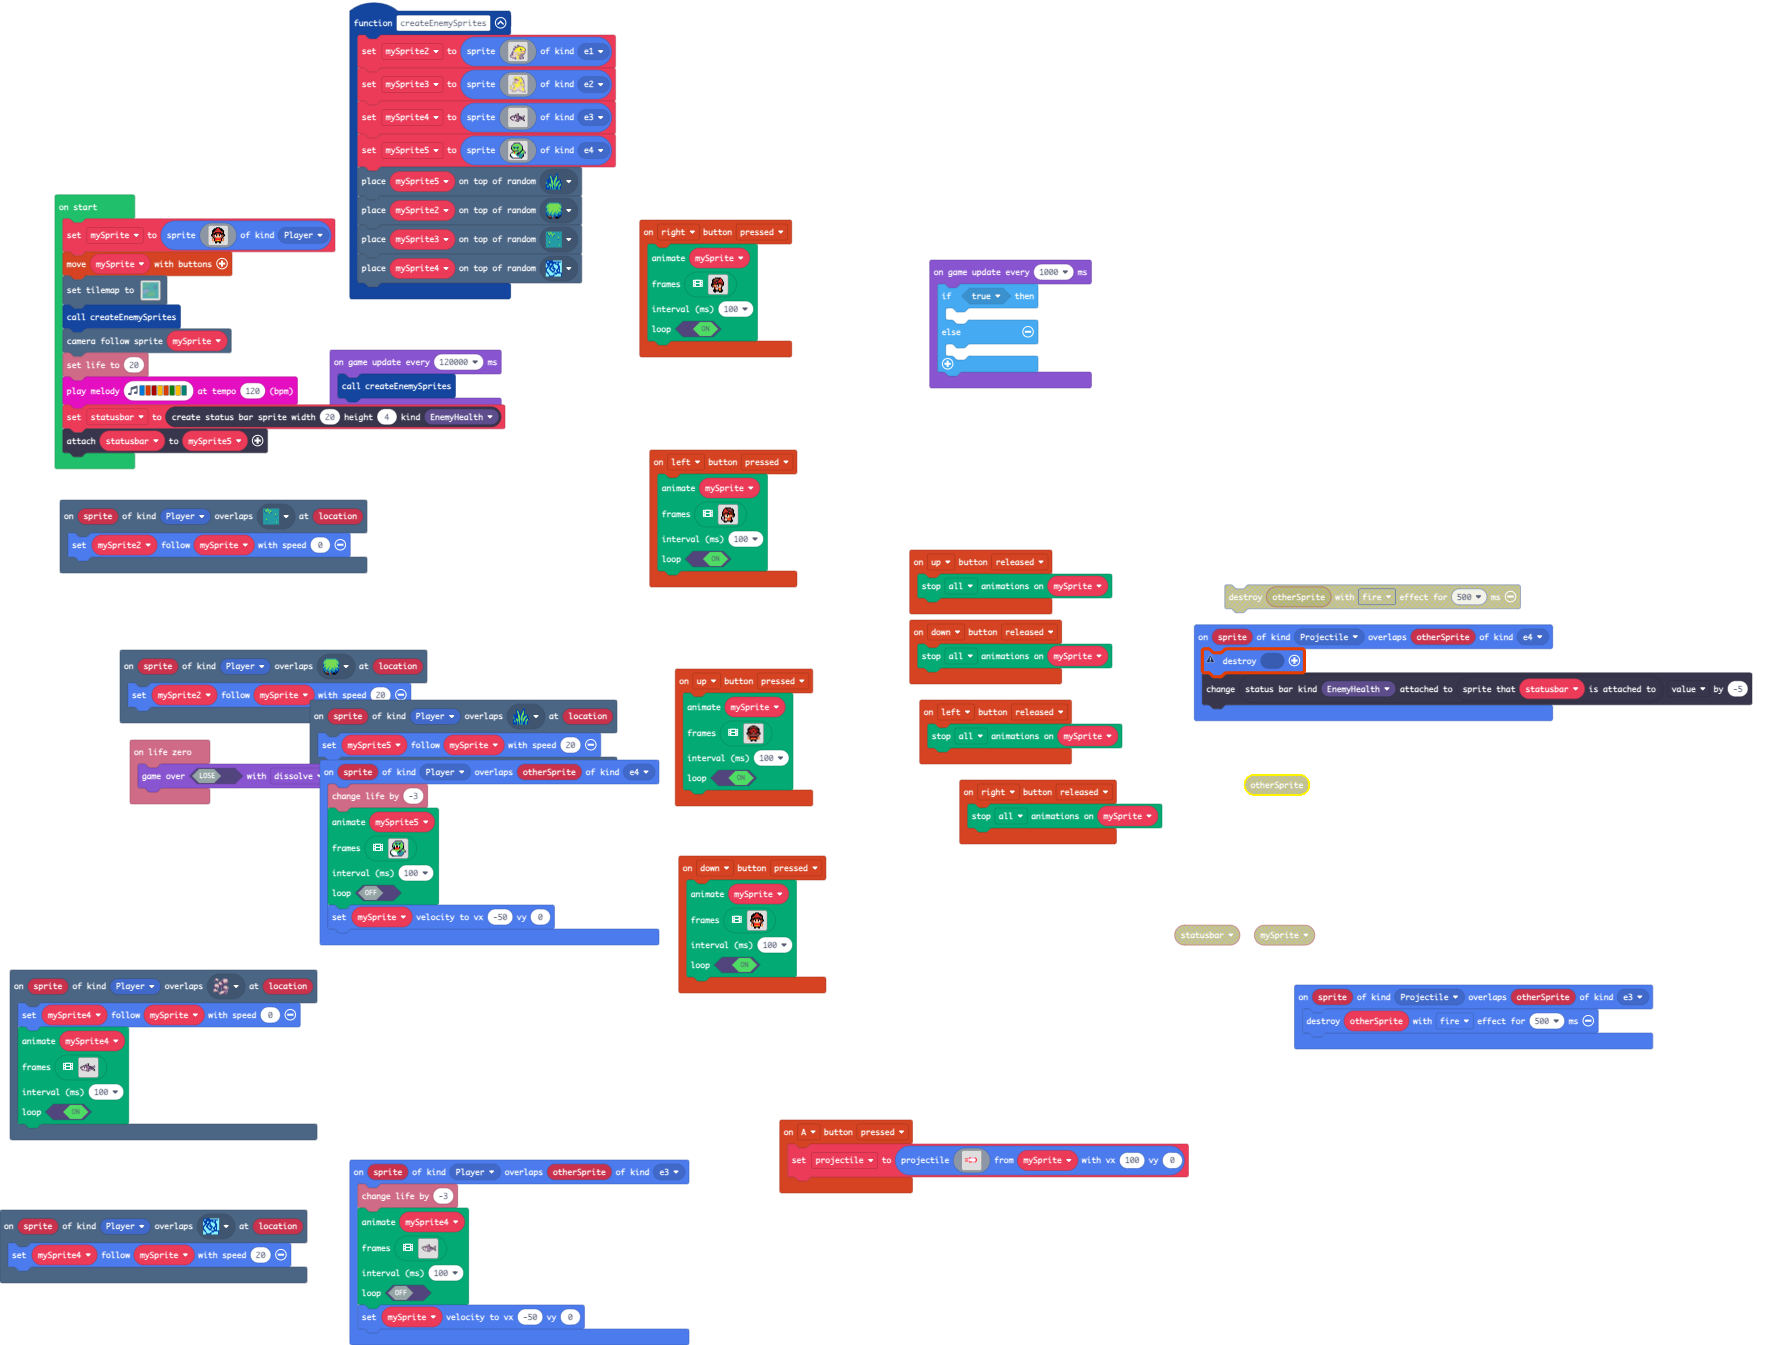 function createEnemySprites
set mySprite2 to sprite of kind e1
set mySprite3 to sprite of kind e2
set mySprite4 to sprite of kind e3
set mySprite5 to sprite of kind e4
place mySprite5 on top of random
place mySprite2 on top of random
place mySprite3 on top of random
place mySprite4 on top of random
on start
set mySprite to sprite of kind Player
move mySprite with buttons
set tilemap to
call createEnemySprites
camera follow sprite mySprite
set life to 20
play melody at tempo 120 (bpm)
set statusbar to create status bar sprite width 20 height 4 kind EnemyHealth
attach statusbar to mySprite5
on game update every 120000 ms
call createEnemySprites
on right button pressed
animate mySprite
frames
interval (ms) 100
loop ON
on game update every 1000 ms
if true then
else
on left button pressed
animate mySprite
frames
interval (ms) 100
loop ON
on sprite of kind Player overlaps at location
set mySprite2 follow mySprite with speed 0
on sprite of kind Player overlaps at location
set mySprite2 follow mySprite with speed 20
on sprite of kind Player overlaps at location
set mySprite5 follow mySprite with speed 20
on life zero
game over LOSE with dissolve
on sprite of kind Player overlaps otherSprite of kind e4
change life by -3
animate mySprite5
frames
interval (ms) 100
loop OFF
set mySprite velocity to vx -50 vy 0
on up button pressed
animate mySprite
frames
interval (ms) 100
loop ON
on down button pressed
animate mySprite
frames
interval (ms) 100
loop ON
on up button released
stop all animations on mySprite
on down button released
stop all animations on mySprite
on left button released
stop all animations on mySprite
on right button released
stop all animations on mySprite
destroy otherSprite with fire effect for 500 ms
on sprite of kind Projectile overlaps otherSprite of kind e4
destroy
change status bar kind EnemyHealth attached to sprite that statusbar is attached to value by -5
otherSprite
statusbar
mySprite
on sprite of kind Projectile overlaps otherSprite of kind e3
destroy otherSprite with fire effect for 500 ms
on sprite of kind Player overlaps at location
set mySprite4 follow mySprite with speed 0
animate mySprite4
frames
interval (ms) 100
loop ON
on A button pressed
set projectile to projectile from mySprite with vx 100 vy 0
on sprite of kind Player overlaps otherSprite of kind e3
change life by -3
animate mySprite4
frames
interval (ms) 100
loop OFF
set mySprite velocity to vx -50 vy 0
on sprite of kind Player overlaps at location
set mySprite4 follow mySprite with speed 20